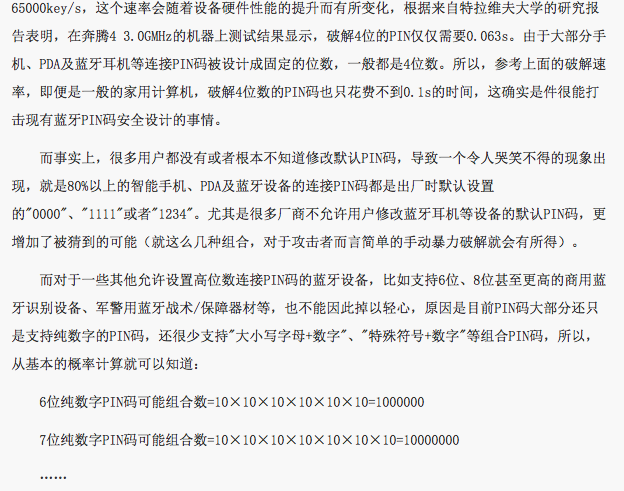 65000key/s，这个速率会随着设备硬件性能的提升而有所变化，根据来自特拉维夫大学的研究报
告表明，在奔腾4 3.0GMHz的机器上测试结果显示，破解4位的PIN仅仅需要0.063s。由于大部分手
机、PDA及蓝牙耳机等连接PIN码被设计成固定的位数，一般都是4位数。所以，参考上面的破解速
率，即便是一般的家用计算机，破解4位数的PIN码也只花费不到0.1s的时间，这确实是件很能打
击现有蓝牙PIN码安全设计的事情。
而事实上，很多用户都没有或者根本不知道修改默认PIN码，导致一个令人哭笑不得的现象出
现，就是80%以上的智能手机、PDA及蓝牙设备的连接PIN码都是出厂时默认设置
的"0000"、"1111"或者"1234"。尤其是很多厂商不允许用户修改蓝牙耳机等设备的默认PIN码，更
增加了被猜到的可能（就这么几种组合，对于攻击者而言简单的手动暴力破解就会有所得）。
而对于一些其他允许设置高位数连接PIN码的蓝牙设备，比如支持6位、8位甚至更高的商用蓝
牙识别设备、军警用蓝牙战术/保障器材等，也不能因此掉以轻心，原因是目前PIN码大部分还只
是支持纯数字的PIN码，还很少支持"大小写字母+数字"、"特殊符号+数字"等组合PIN码，所以，
从基本的概率计算就可以知道：
6位纯数字PIN码可能组合数=10×10×10×10×10×10=1000000
7位纯数字PIN码可能组合数=10×10×10×10×10×10×10=10000000
……